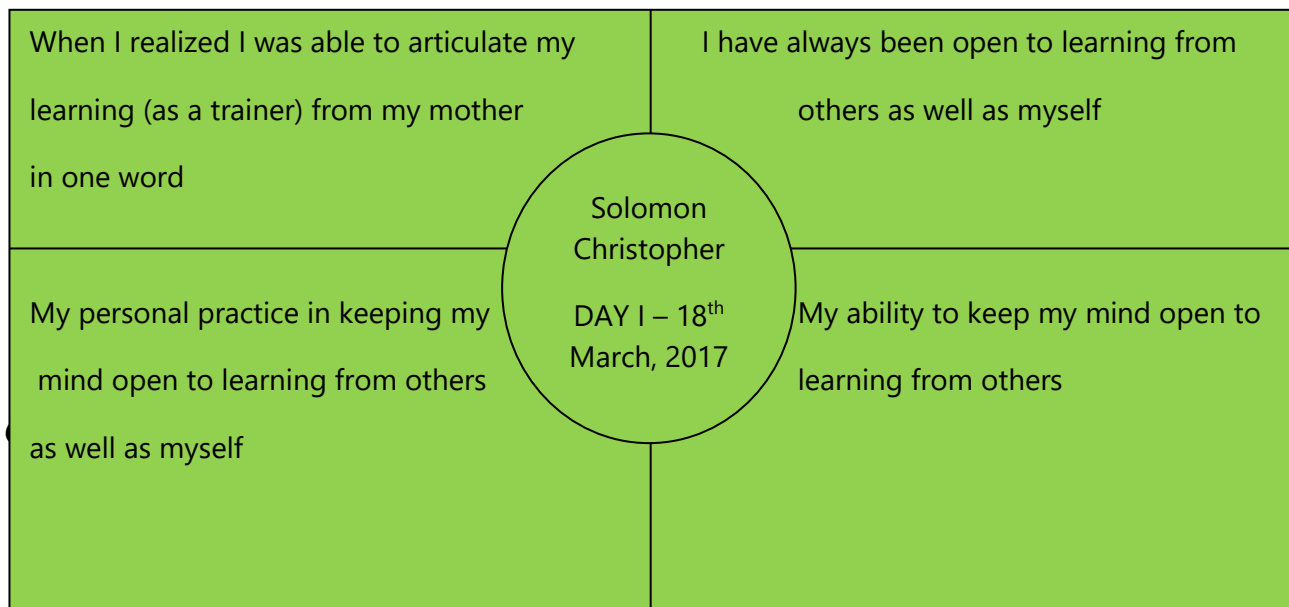 When I realized I was able to articulate my
learning (as a trainer) from my mother
in one word
I have always been open to learning from
others as well as myself
Solomon
Christopher
DAY I – 18th
March, 2017
My personal practice in keeping my
mind open to learning from others
as well as myself
My ability to keep my mind open to
learning from others